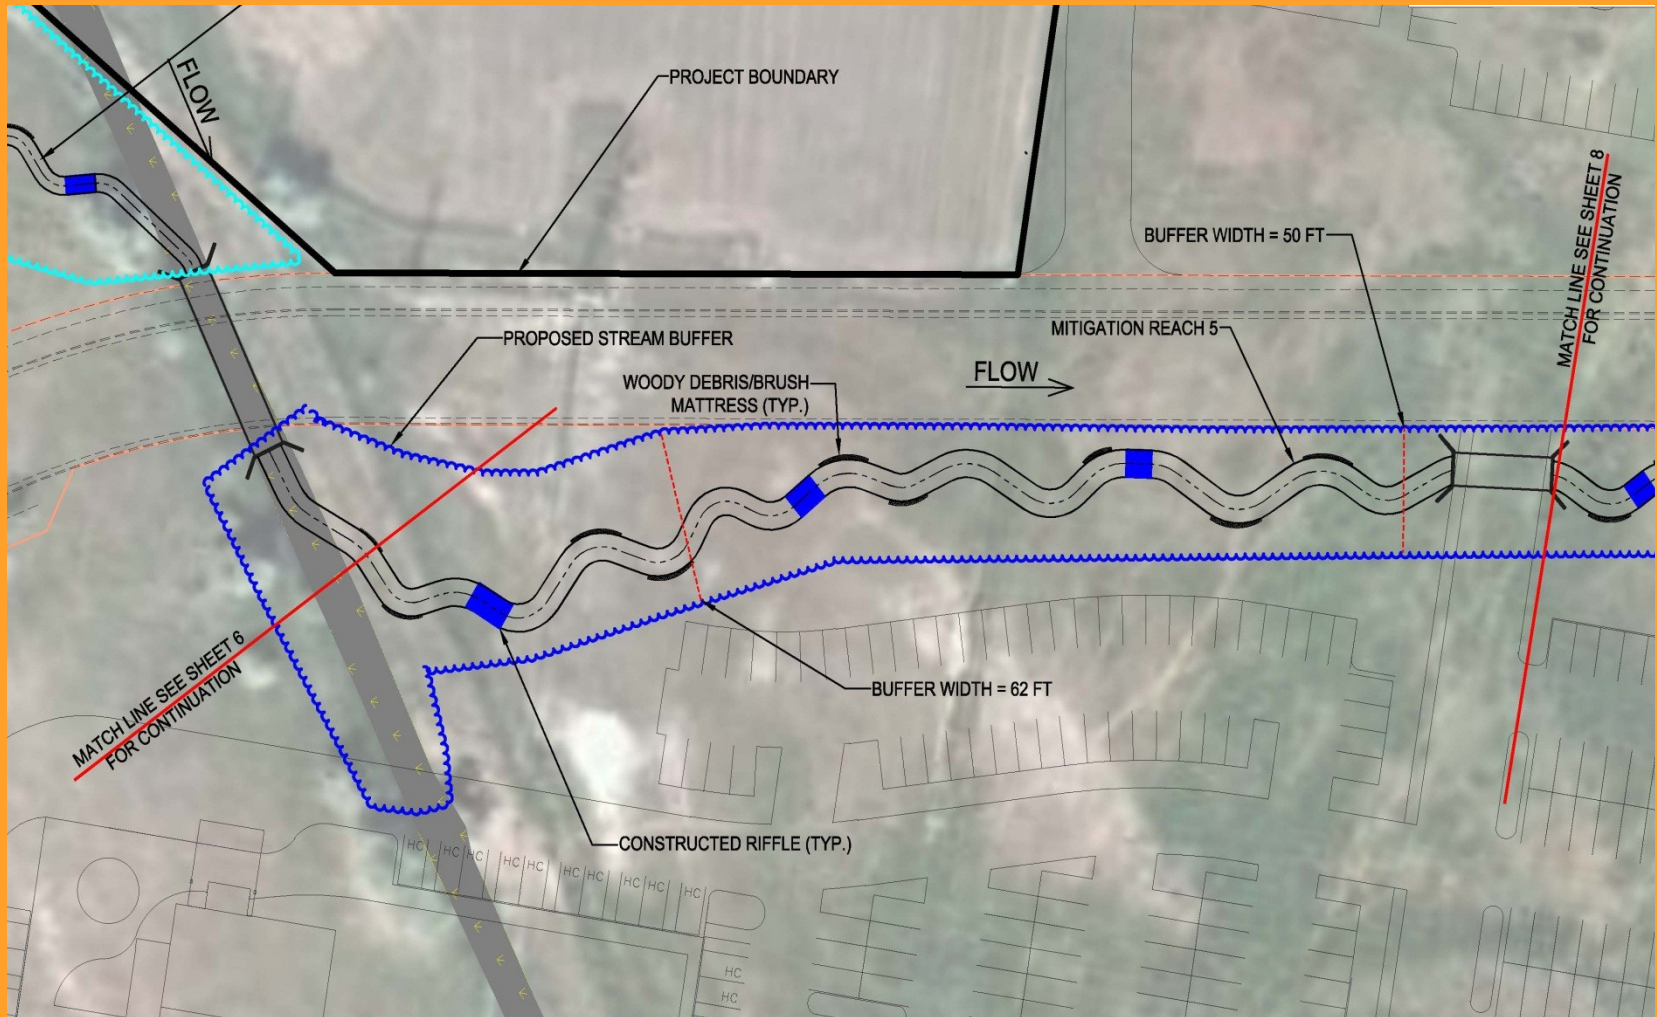 FLOW
PROJECT BOUNDARY
MATCH LINE SEE SHEET 8
FOR CONTINUATION
BUFFER WIDTH = 50 FT
PROPOSED STREAM BUFFER
MITIGATION REACH 5
WOODY DEBRIS/BRUSH
MATTRESS (TYP.)
FLOW
MATCH LINE SEE SHEET 6
FOR CONTINUATION
BUFFER WIDTH = 62 FT
CONSTRUCTED RIFFLE (TYP.)
HC HC HC HC HC HC HC HC HC HC
HC
HC